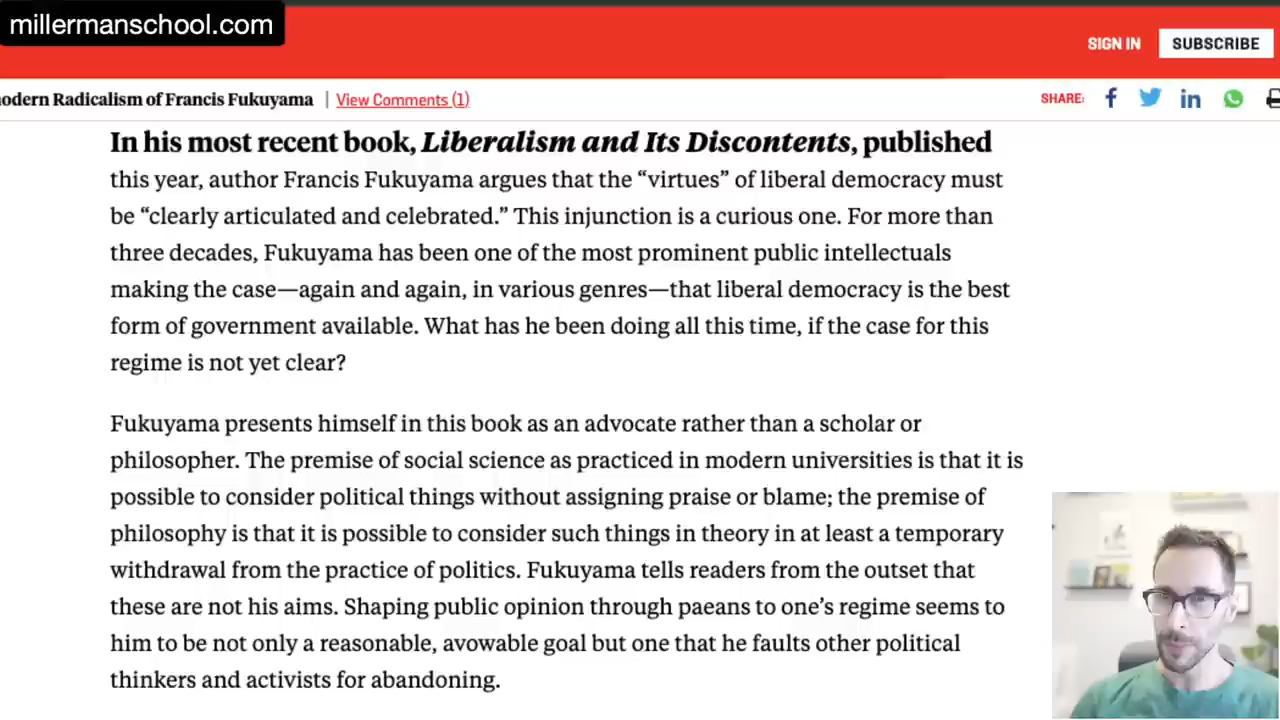 millermanschool.com
SIGN IN
SUBSCRIBE
odern Radicalism of Francis Fukuyama | View Comments (1)
SHARE:
In his most recent book, Liberalism and Its Discontents, published
this year, author Francis Fukuyama argues that the “virtues” of liberal democracy must
be “clearly articulated and celebrated.” This injunction is a curious one. For more than
three decades, Fukuyama has been one of the most prominent public intellectuals
making the case—again and again, in various genres—that liberal democracy is the best
form of government available. What has he been doing all this time, if the case for this
regime is not yet clear?
Fukuyama presents himself in this book as an advocate rather than a scholar or
philosopher. The premise of social science as practiced in modern universities is that it is
possible to consider political things without assigning praise or blame; the premise of
philosophy is that it is possible to consider such things in theory in at least a temporary
withdrawal from the practice of politics. Fukuyama tells readers from the outset that
these are not his aims. Shaping public opinion through paeans to one’s regime seems to
him to be not only a reasonable, avowable goal but one that he faults other political
thinkers and activists for abandoning.